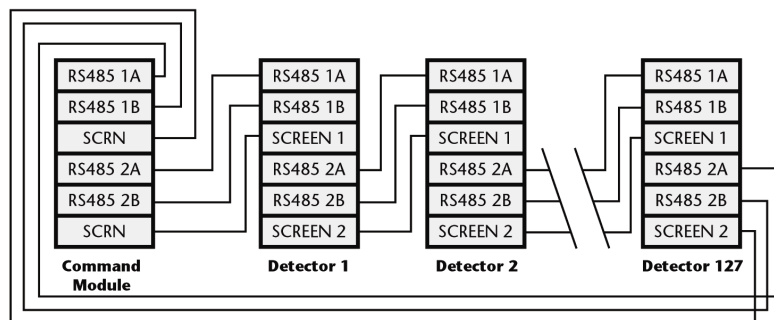 RS485 1A
RS485 1B
SCRN
RS485 2A
RS485 2B
SCRN
Command
Module
RS485 1A
RS485 1B
SCREEN 1
RS485 2A
RS485 2B
SCREEN 2
Detector 1
RS485 1A
RS485 1B
SCREEN 1
RS485 2A
RS485 2B
SCREEN 2
Detector 2
RS485 1A
RS485 1B
SCREEN 1
RS485 2A
RS485 2B
SCREEN 2
Detector 127